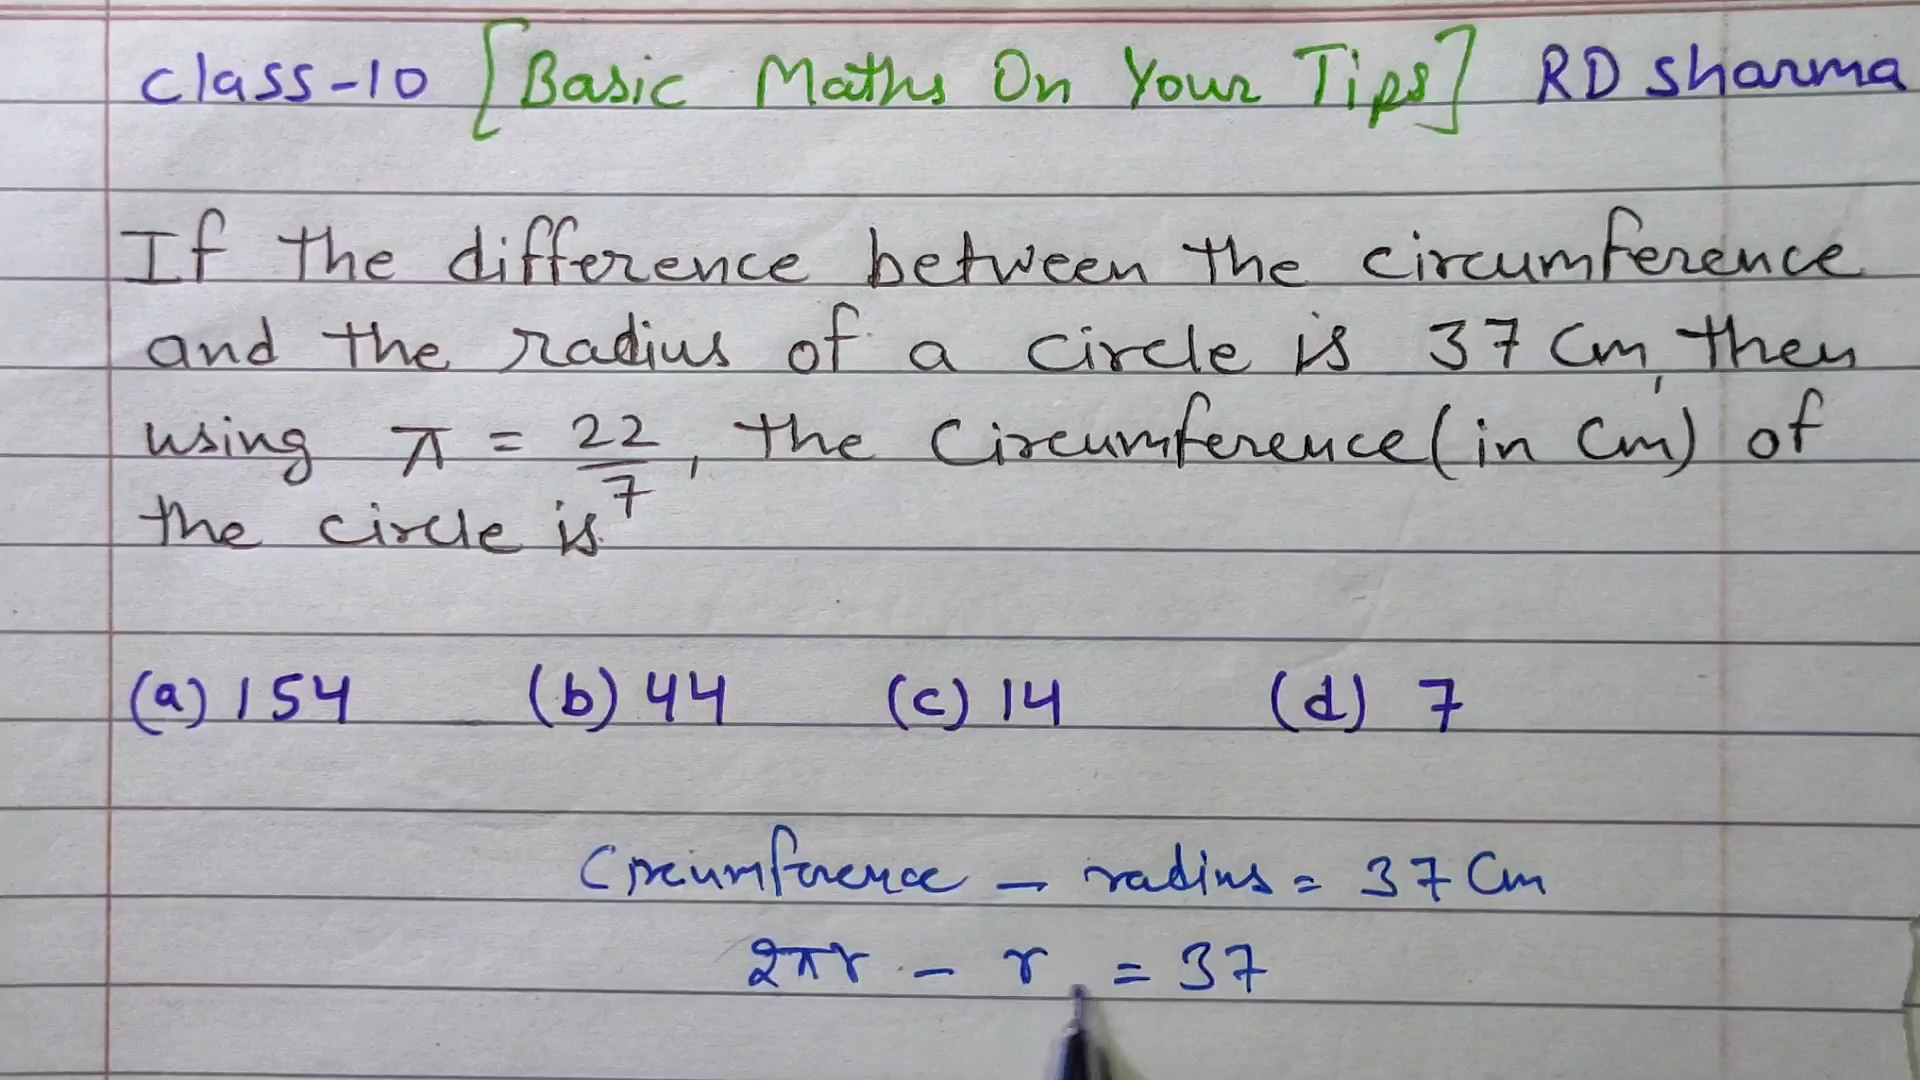 Class-10 [Basic Maths On Your Tips] RD Sharma
If the difference between the circumference
and the radius of a circle is 37 cm, then
using π = 22/7, the circumference (in cm) of
the circle is
(a) 154 (b) 44 (c) 14 (d) 7
Circumference - radius = 37 cm
2πr - r = 37